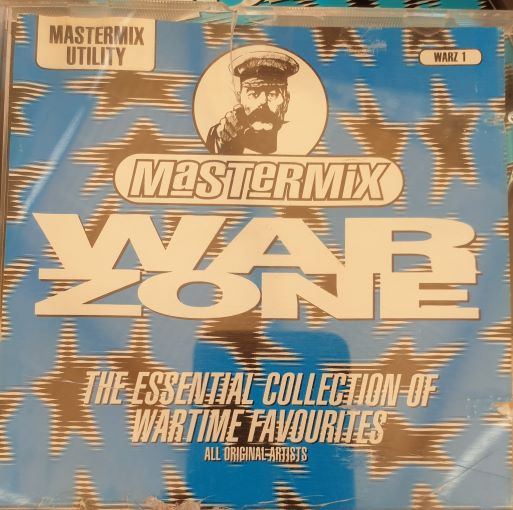 MASTERMIX
UTILITY
WARZ 1
MaSTeRMiX
WAR
ZONE
THE ESSENTIAL COLLECTION OF
WARTIME FAVOURITES
ALL ORIGINAL ARTISTS